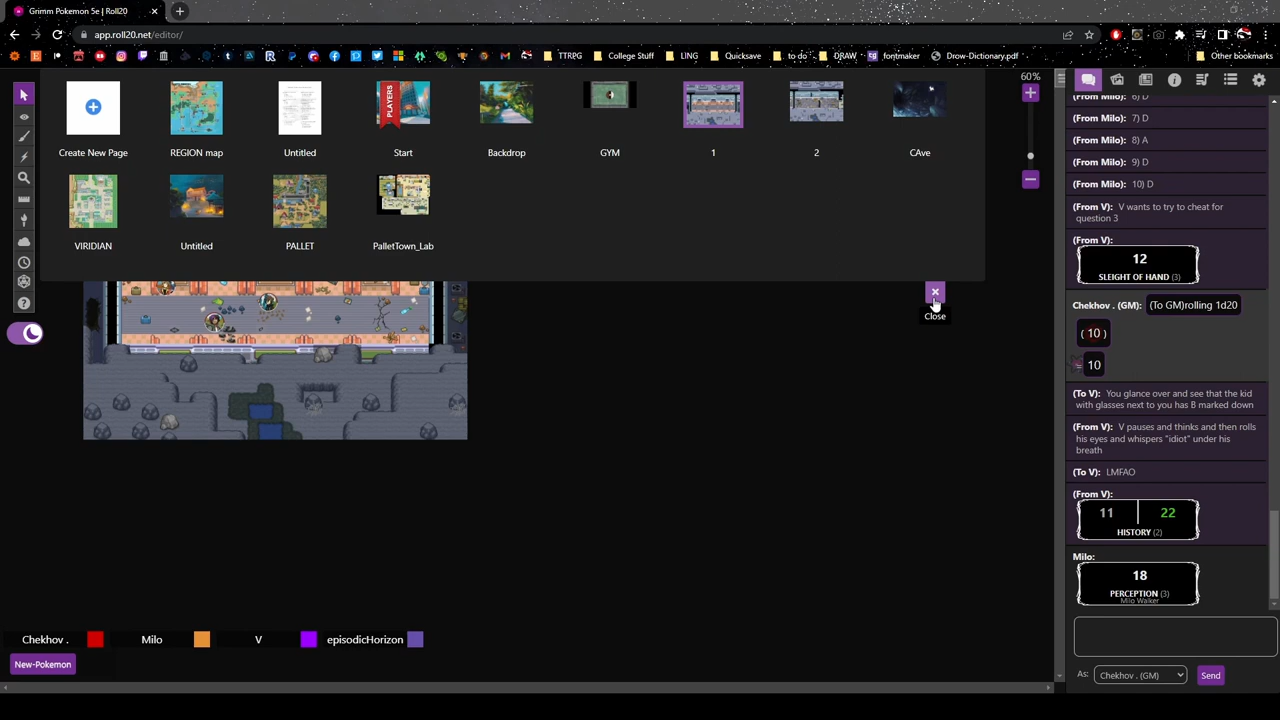 Grimm Pokemon 5e | Roll20
app.roll20.net/editor/
TTRPG
College Stuff
LING
Quicksave
to do
DRAW
fontmaker
Drow-Dictionary.pdf
Other bookmarks
PLAYERS
Create New Page
REGION map
Untitled
Start
Backdrop
GYM
1
2
CAve
VIRIDIAN
Untitled
PALLET
PalletTown_Lab
60%
Close
(From Milo): 6) D
(From Milo): 7) D
(From Milo): 8) A
(From Milo): 9) D
(From Milo): 10) D
(From V): V wants to try to cheat for
question 3
(From V):
12
SLEIGHT OF HAND (3)
Chekhov . (GM): (To GM)rolling 1d20
( 10 )
10
(To V): You glance over and see that the kid
with glasses next to you has B marked down
(From V): V pauses and thinks and then rolls
his eyes and whispers "idiot" under his
breath
(To V): LMFAO
(From V):
11 22
HISTORY (2)
Milo:
18
PERCEPTION (3)
Milo Walker
Chekhov .
Milo
V
episodicHorizon
New-Pokemon
As:
Chekhov . (GM)
Send